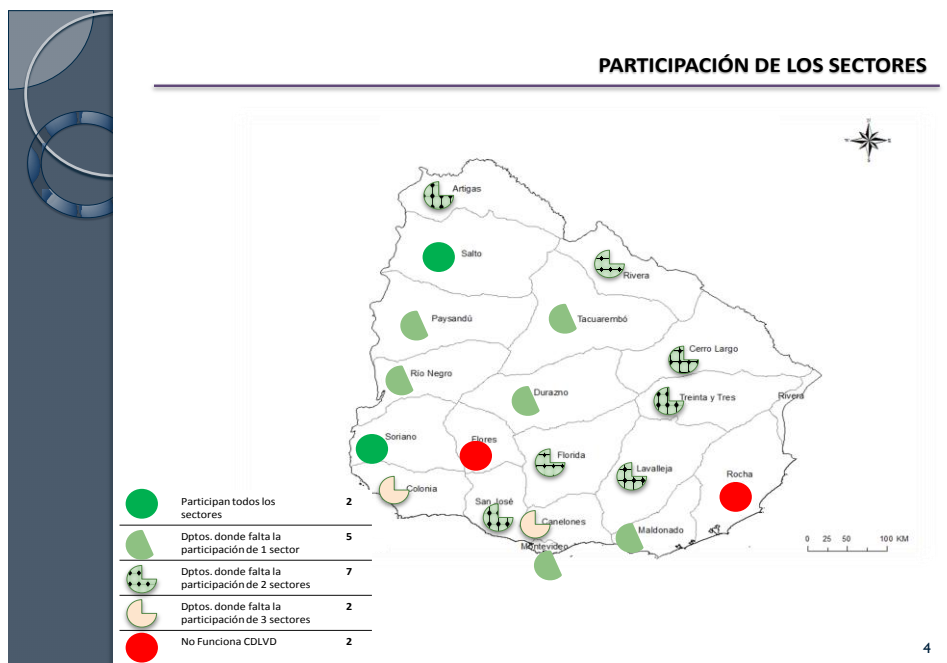 PARTICIPACIÓN DE LOS SECTORES
N
Artigas
Salto
Rivera
Paysandú
Tacuarembó
Cerro Largo
Río Negro
Durazno
Treinta y Tres
Rivera
Soriano
Flores
Florida
Lavalleja
Rocha
Colonia
San José
Canelones
Maldonado
Montevideo
0 25 50 100 KM
Participan todos los
sectores
2
Dptos. donde falta la
participación de 1 sector
5
Dptos. donde falta la
participación de 2 sectores
7
Dptos. donde falta la
participación de 3 sectores
2
No Funciona CDLVD
2
4